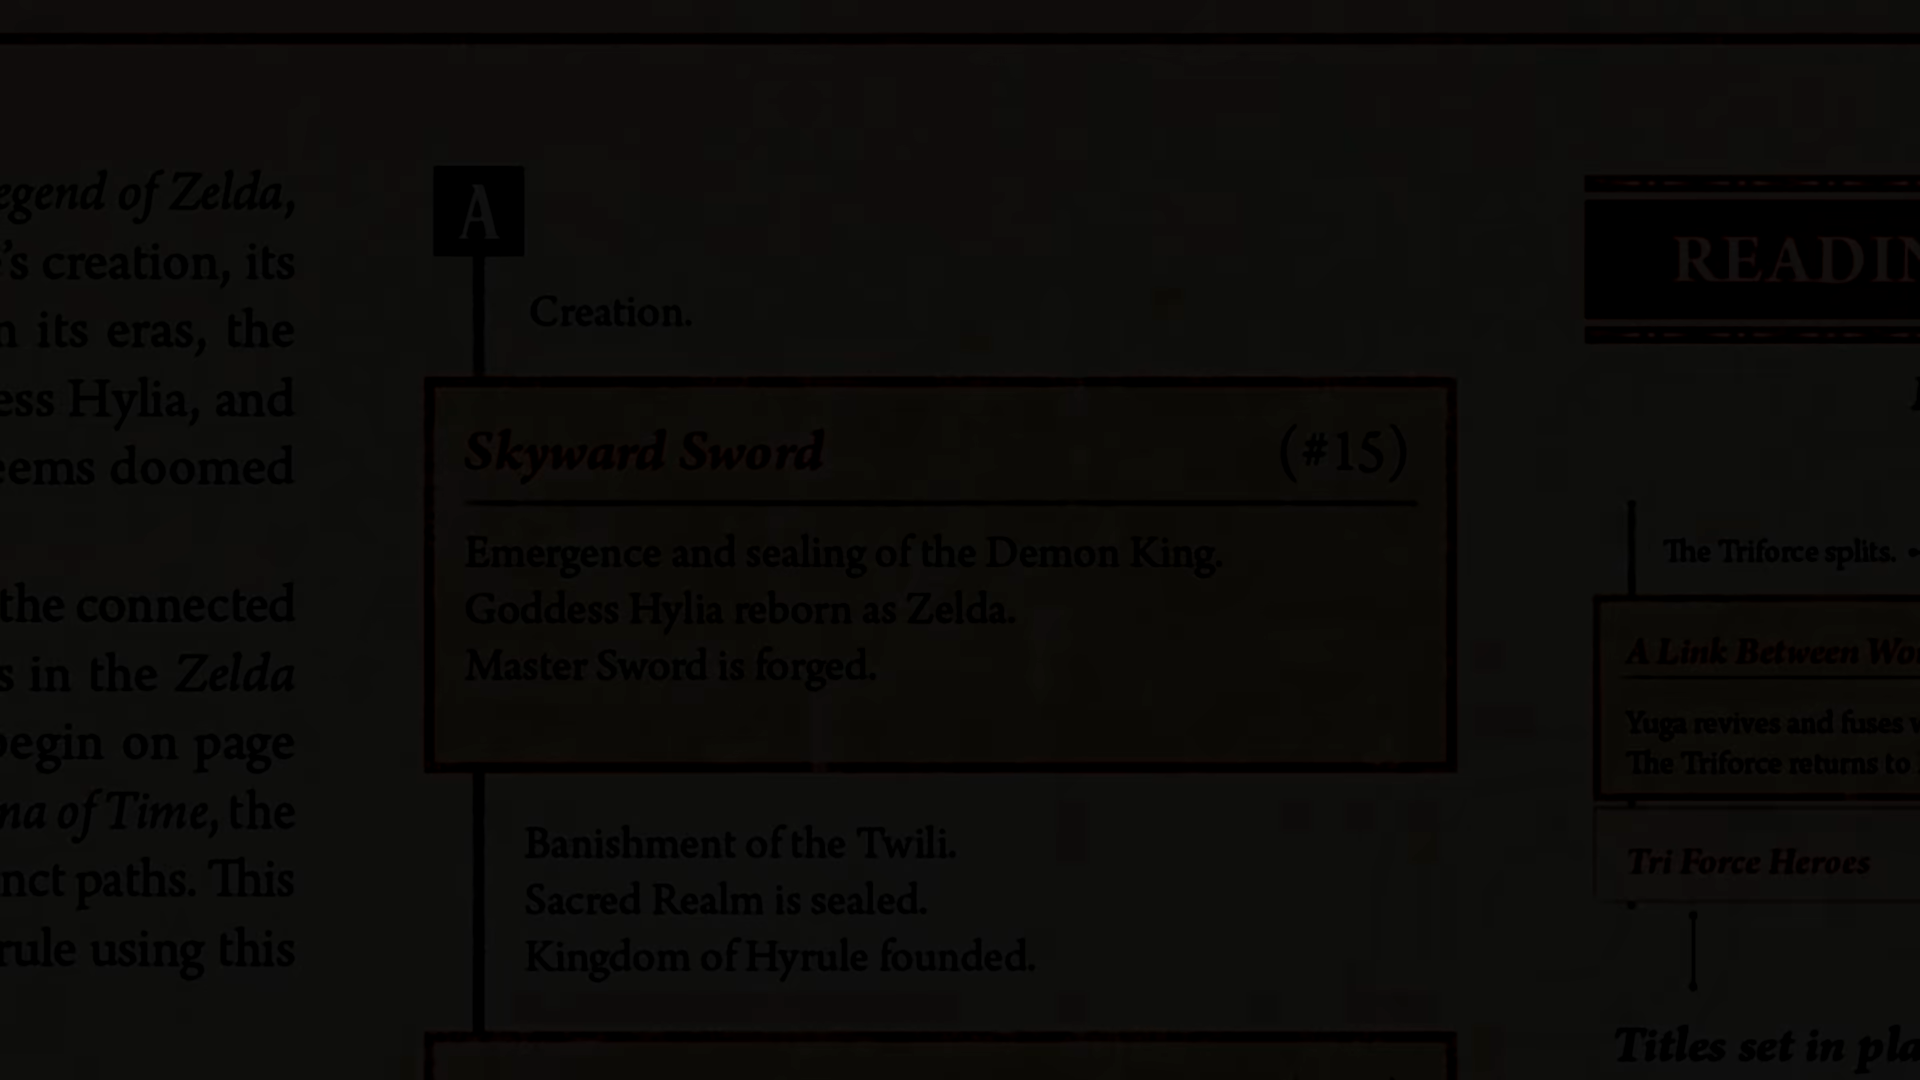 egend of Zelda,
's creation, its
n its eras, the
ess Hylia, and
eems doomed
the connected
s in the Zelda
begin on page
na of Time, the
nct paths. This
rule using this
A
Creation.
Skyward Sword (#15)
Emergence and sealing of the Demon King.
Goddess Hylia reborn as Zelda.
Master Sword is forged.
Banishment of the Twili.
Sacred Realm is sealed.
Kingdom of Hyrule founded.
READIN
The Triforce splits.
A Link Between Wor
Yuga revives and fuses w
The Triforce returns to
Tri Force Heroes
Titles set in pla